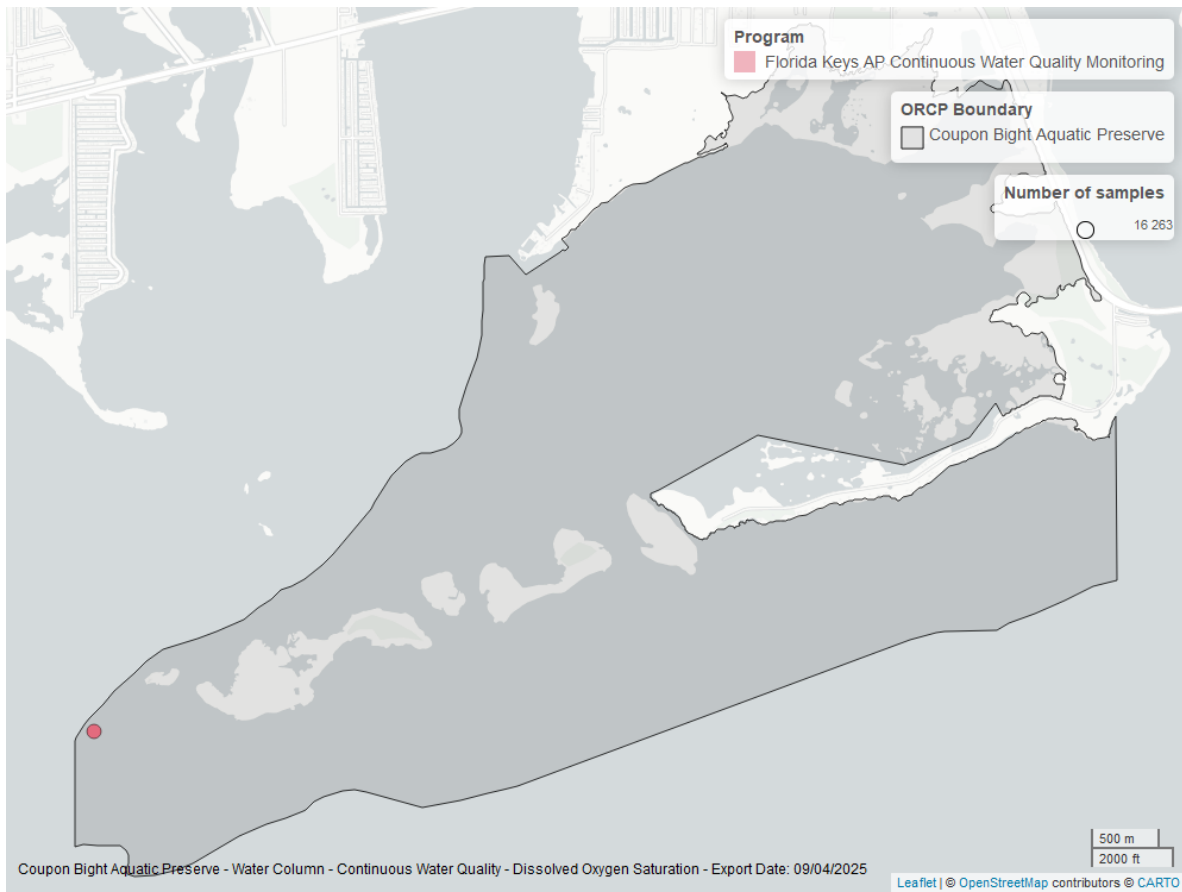 Program
Florida Keys AP Continuous Water Quality Monitoring
ORCP Boundary
Coupon Bight Aquatic Preserve
Number of samples
16 263
500 m
2000 ft
Coupon Bight Aquatic Preserve - Water Column - Continuous Water Quality - Dissolved Oxygen Saturation - Export Date: 09/04/2025
Leaflet | © OpenStreetMap contributors © CARTO